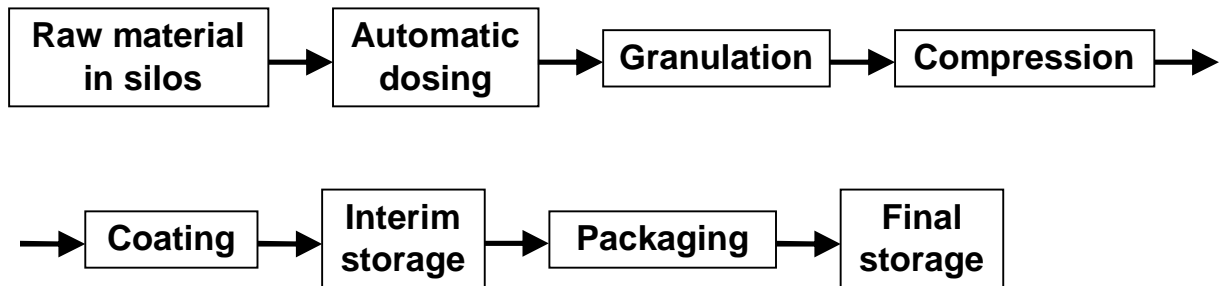 Raw material
in silos
Automatic
dosing
Granulation
Compression
Coating
Interim
storage
Packaging
Final
storage